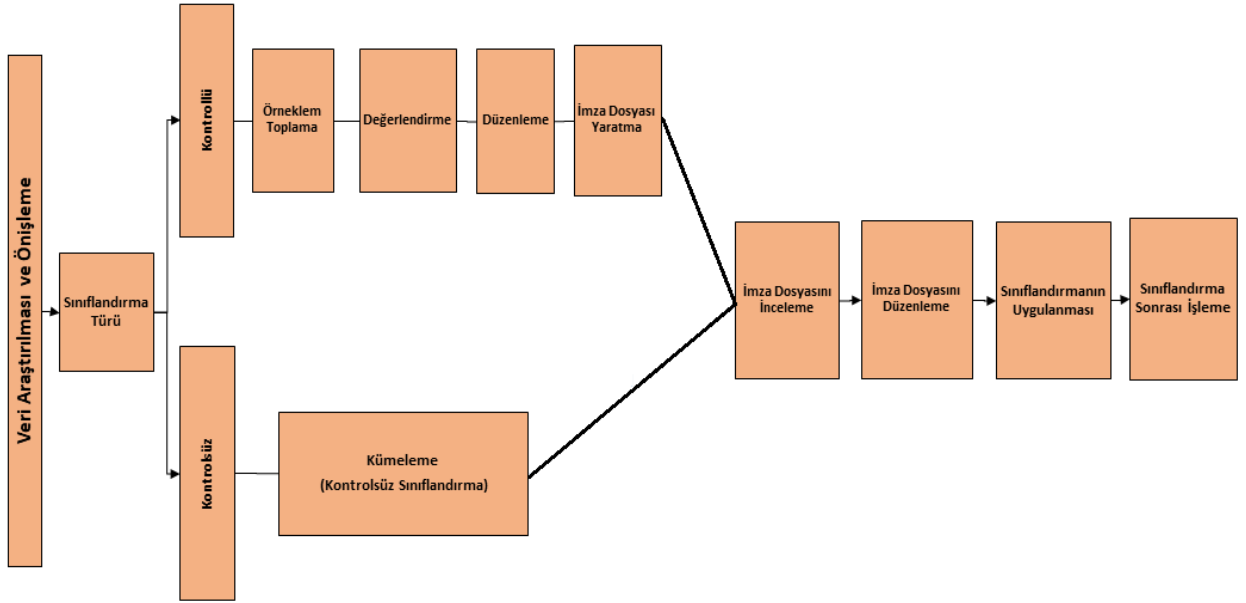 Veri Araştırılması ve Önişleme
Sınıflandırma
Türü
Kontrollü
Örneklem
Toplama
Değerlendirme
Düzenleme
İmza Dosyası
Yaratma
Kontrolsüz
Kümeleme
(Kontrolsüz Sınıflandırma)
İmza Dosyasını
İnceleme
İmza Dosyasını
Düzenleme
Sınıflandırmanın
Uygulanması
Sınıflandırma
Sonrası İşleme